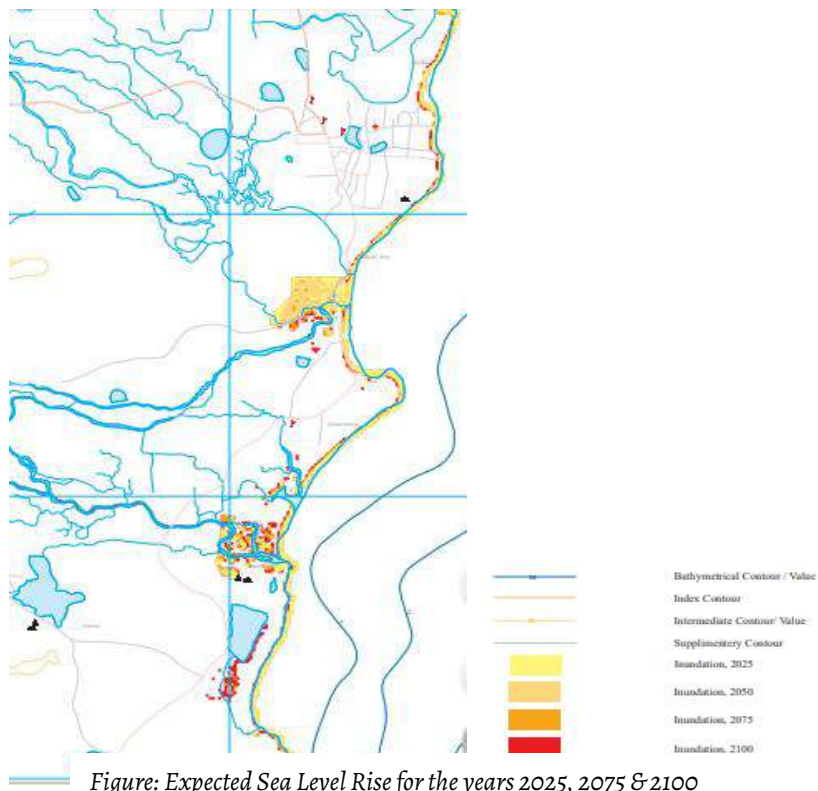 Bathymetrical Contour / Value
Index Contour
Intermediate Contour/ Value
Supplimentery Contour
Inundation, 2025
Inundation, 2050
Inundation, 2075
Inundation, 2100
Figure: Expected Sea Level Rise for the years 2025, 2075 & 2100